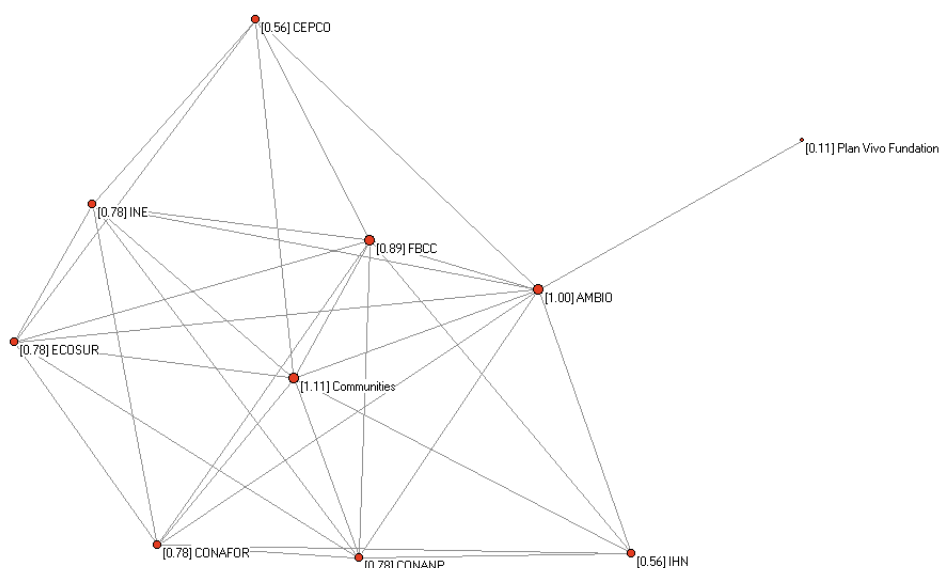 [0.56] CEPCO
[0.11] Plan Vivo Fundation
[0.78] INE
[0.89] FBCC
[1.00] AMBIO
[0.78] ECOSUR
[1.11] Communities
[0.78] CONAFOR
[0.78] CONANP
[0.56] IHN